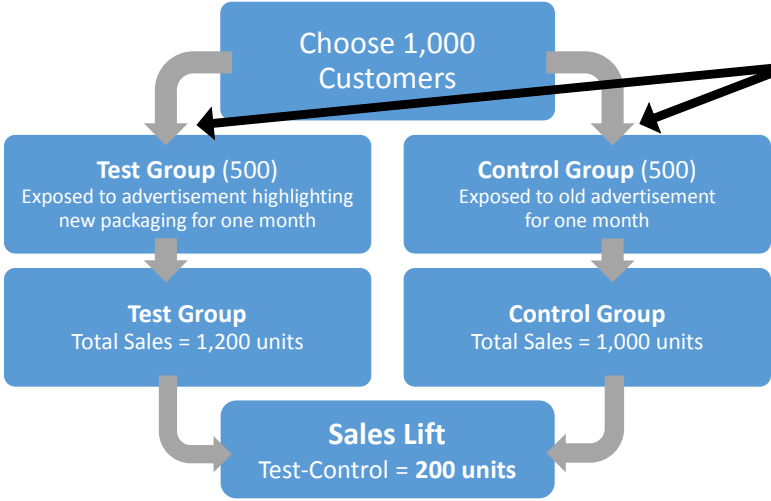 Choose 1,000
Customers
Test Group (500)
Exposed to advertisement highlighting
new packaging for one month
Control Group (500)
Exposed to old advertisement
for one month
Test Group
Total Sales = 1,200 units
Control Group
Total Sales = 1,000 units
Sales Lift
Test-Control = 200 units